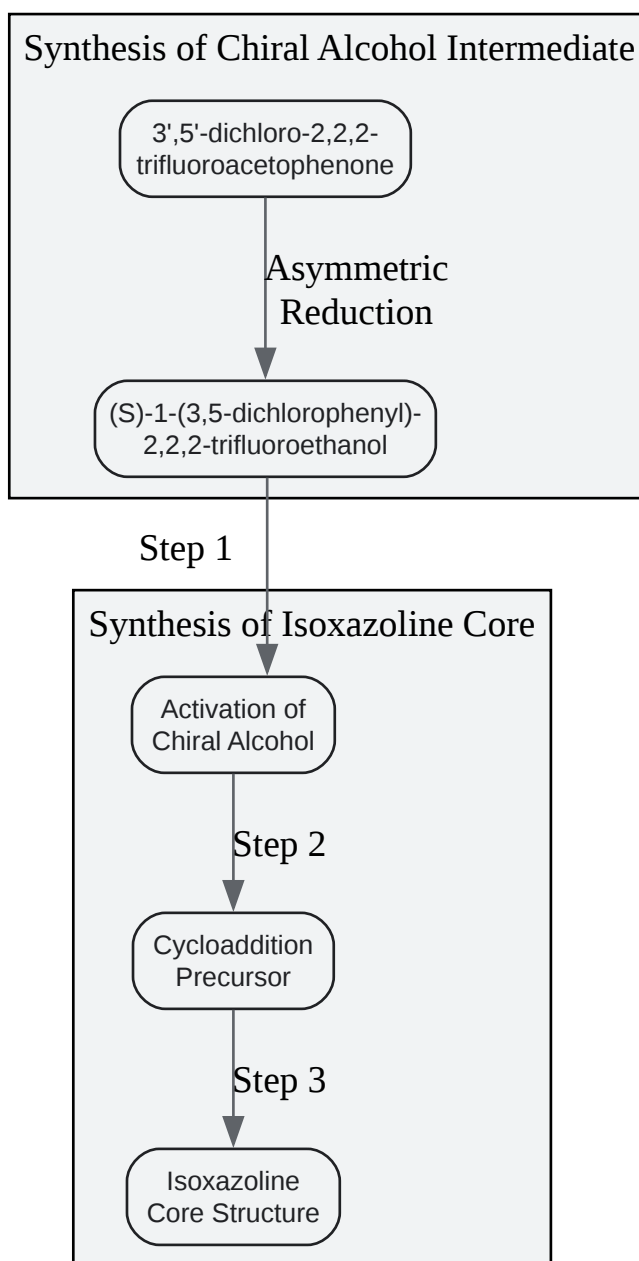 Synthesis of Chiral Alcohol Intermediate
3',5'-dichloro-2,2,2-
trifluoroacetophenone
Asymmetric
Reduction
(S)-1-(3,5-dichlorophenyl)-
2,2,2-trifluoroethanol
Step 1
Synthesis of Isoxazoline Core
Activation of
Chiral Alcohol
Step 2
Cycloaddition
Precursor
Step 3
Isoxazoline
Core Structure